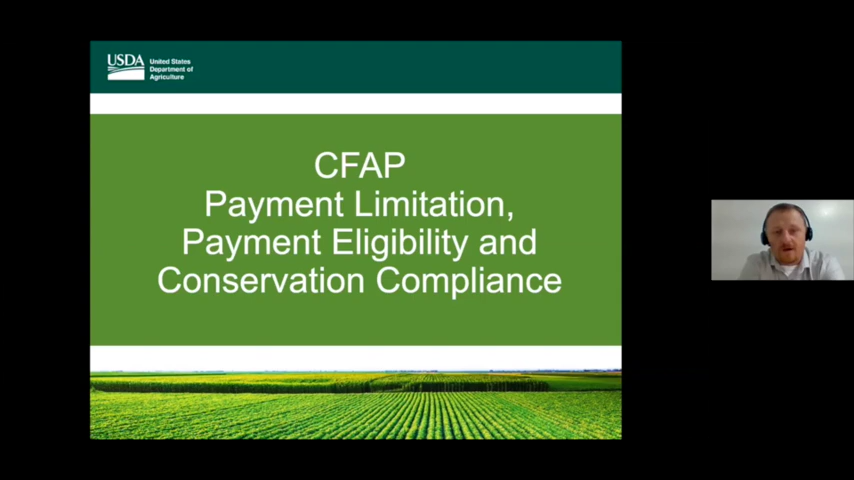 USDA
United States
Department of
Agriculture
CFAP
Payment Limitation,
Payment Eligibility and
Conservation Compliance